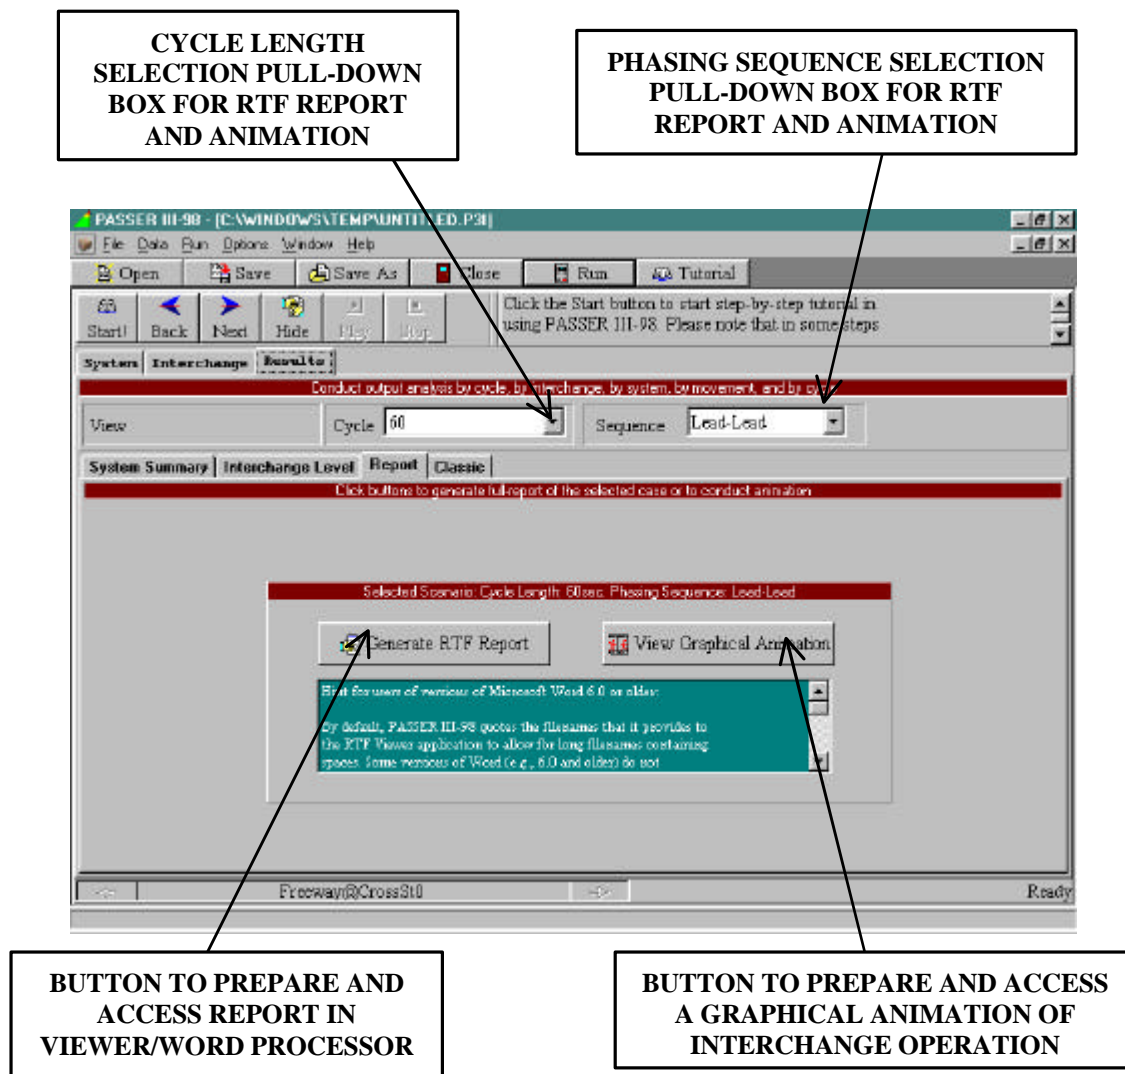 CYCLE LENGTH
SELECTION PULL-DOWN
BOX FOR RTF REPORT
AND ANIMATION
PHASING SEQUENCE SELECTION
PULL-DOWN BOX FOR RTF
REPORT AND ANIMATION
PASSER III-98 - [C:\WINDOWS\TEMP\UNTITLED.P3I]
File Data Run Options Window Help
Open Save Save As Close Run Tutorial
Start! Back Next Hide Play Stop
Click the Start button to start step-by-step tutorial in
using PASSER III-98. Please note that in some steps
System Interchange Results
Conduct output analysis by cycle, by interchange, by system, by movement, and by
View Cycle 60 Sequence Lead-Lead
System Summary Interchange Level Report Classic
Click buttons to generate full-report of the selected case or to conduct animation
Selected Scenario: Cycle Length: 60sec. Phasing Sequence: Lead-Lead
Generate RTF Report View Graphical Animation
Hint for users of versions of Microsoft Word 6.0 or older:
By default, PASSER III-98 quotes the filenames that it provides to
the RTF Viewer application to allow for long filenames containing
spaces. Some versions of Word (e.g., 6.0 and older) do not
Freeway@CrossSt0 Ready
BUTTON TO PREPARE AND
ACCESS REPORT IN
VIEWER/WORD PROCESSOR
BUTTON TO PREPARE AND ACCESS
A GRAPHICAL ANIMATION OF
INTERCHANGE OPERATION